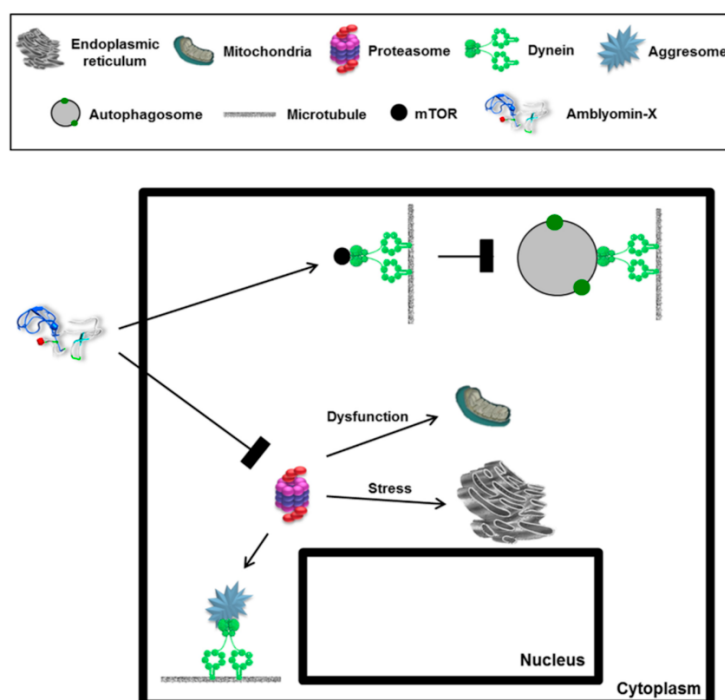 Endoplasmic
reticulum
Mitochondria
Proteasome
Dynein
Aggresome
Autophagosome
Microtubule
mTOR
Amblyomin-X
Dysfunction
Stress
Nucleus
Cytoplasm